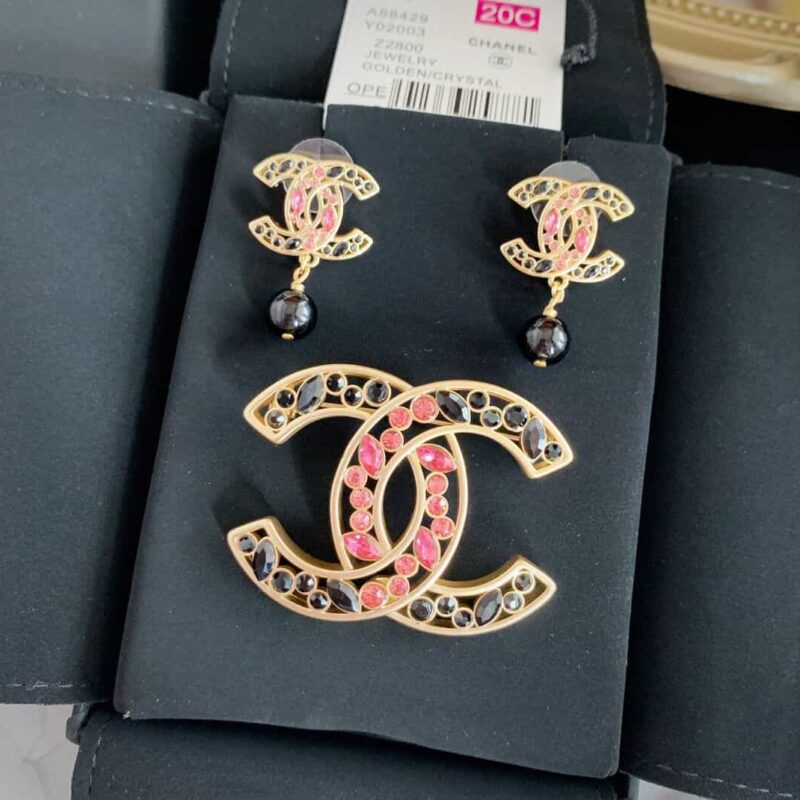 20C
A88429
Y02003
Z2800
CHANEL
JEWELRY
GOLDEN/CRYSTAL
OPE